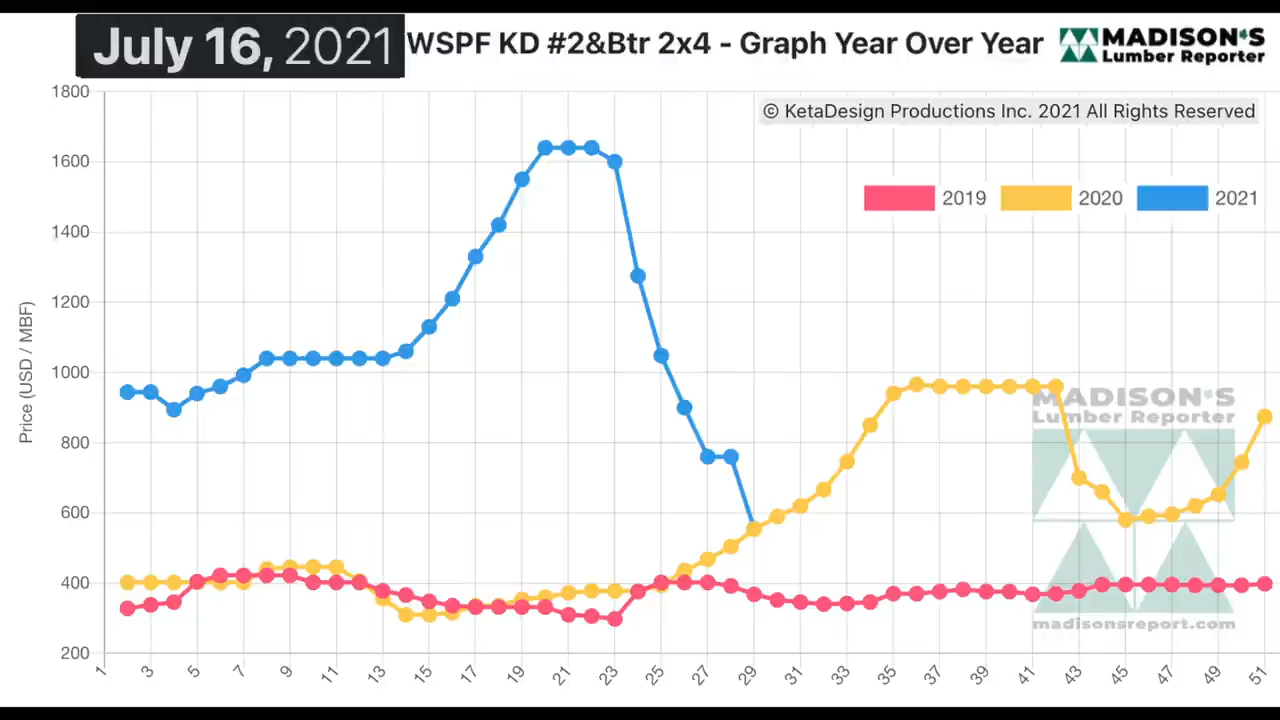 July 16, 2021
WSPF KD #2&Btr 2x4 - Graph Year Over Year
MADISON'S
Lumber Reporter
© KetaDesign Productions Inc. 2021 All Rights Reserved
2019 2020 2021
Price (USD / MBF)
1800
1600
1400
1200
1000
800
600
400
200
MADISON'S
Lumber Reporter
madisonsreport.com
1 3 5 7 9 11 13 15 17 19 21 23 25 27 29 31 33 35 37 39 41 43 45 47 49 51